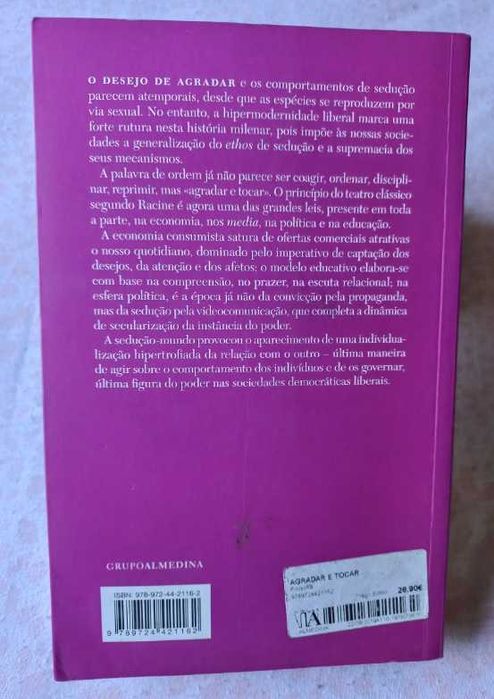 O DESEJO DE AGRADAR e os comportamentos de sedução
parecem atemporais, desde que as espécies se reproduzem por
via sexual. No entanto, a hipermodernidade liberal marca uma
forte rutura nesta história milenar, pois impõe às nossas socie-
dades a generalização do ethos de sedução e a supremacia dos
seus mecanismos.
A palavra de ordem já não parece ser coagir, ordenar, discipli-
nar, reprimir, mas «agradar e tocar». O princípio do teatro clássico
segundo Racine é agora uma das grandes leis, presente em toda
a parte, na economia, nos media, na política e na educação.
A economia consumista satura de ofertas comerciais atrativas
o nosso quotidiano, dominado pelo imperativo de captação dos
desejos, da atenção e dos afetos; o modelo educativo elabora-se
com base na compreensão, no prazer, na escuta relacional; na
esfera política, é a época já não da convicção pela propaganda,
mas da sedução pela videocomunicação, que completa a dinâmica
de secularização da instância do poder.
A sedução-mundo provocou o aparecimento de uma individua-
lização hipertrofiada da relação com o outro – última maneira
de agir sobre o comportamento dos indivíduos e de os governar,
última figura do poder nas sociedades democráticas liberais.
GRUPOALMEDINA
ISBN: 978-972-44-2116-2
9 789724 421162
AGRADAR E TOCAR
9789724421162
26,90€
ALMEDINA